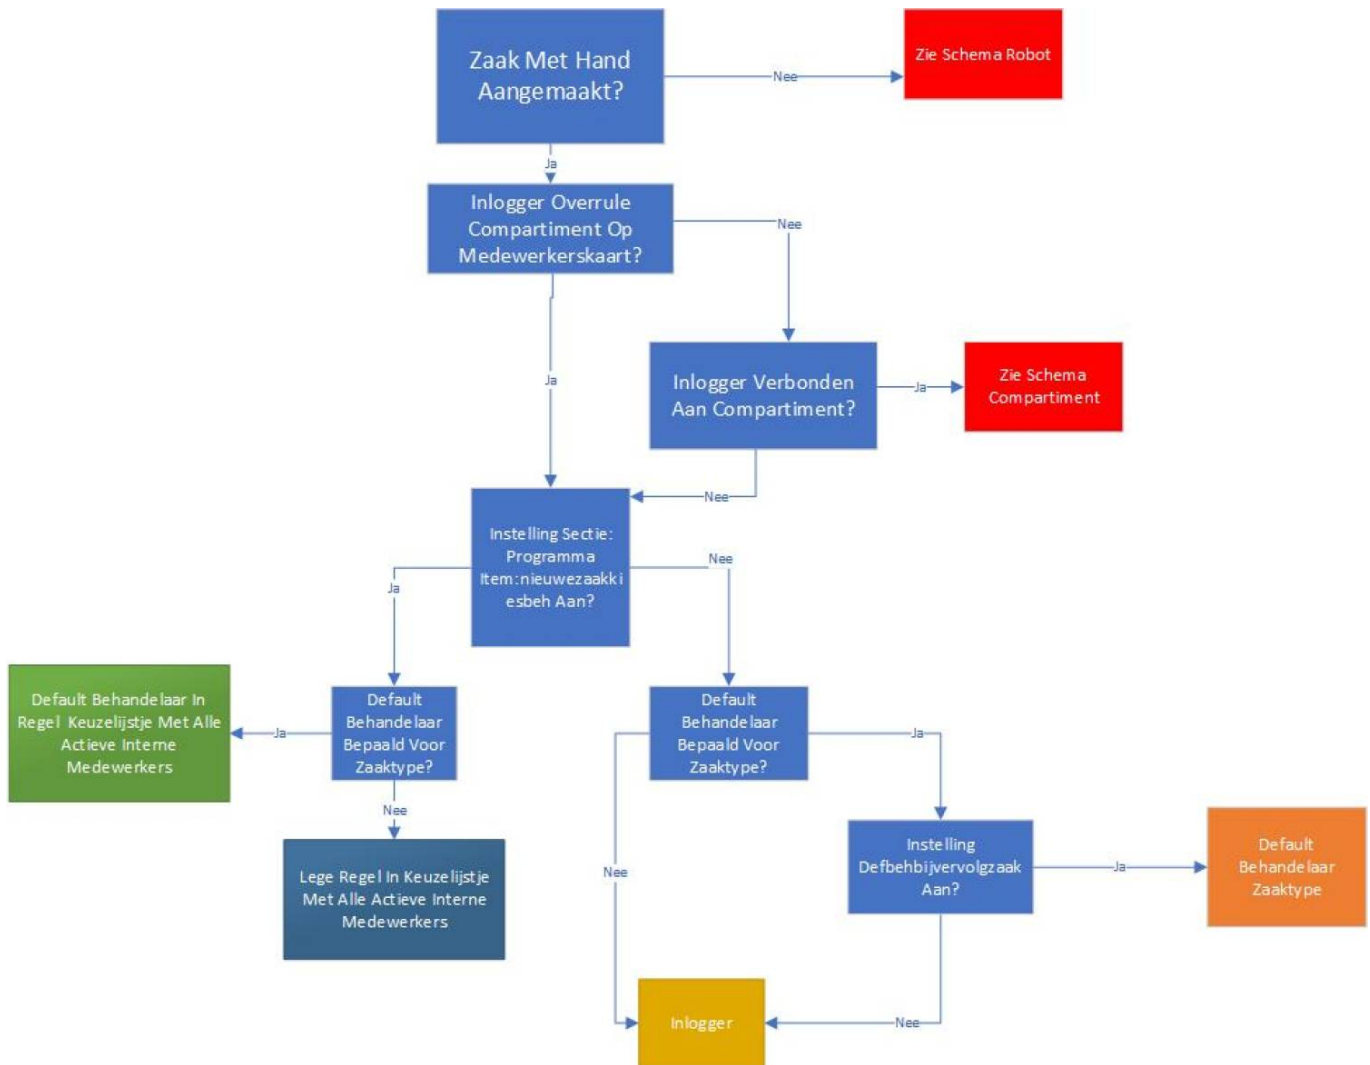 Zaak Met Hand
Aangemaakt?
Nee
Zie Schema Robot
Ja
Inlogger Overrule
Compartiment Op
Medewerkerskaart?
Nee
Ja
Inlogger Verbonden
Aan Compartiment?
Ja
Zie Schema
Compartiment
Nee
Instelling Sectie:
Programma
Item:nieuwezaakki
esbeh Aan?
Ja
Nee
Default Behandelaar In
Regel Keuzelijstje Met Alle
Actieve Interne
Medewerkers
Ja
Default
Behandelaar
Bepaald Voor
Zaaktype?
Nee
Lege Regel In Keuzelijstje
Met Alle Actieve Interne
Medewerkers
Default
Behandelaar
Bepaald Voor
Zaaktype?
Ja
Nee
Instelling
Defbehbijvervolgzaak
Aan?
Ja
Default
Behandelaar
Zaaktype
Nee
Inlogger